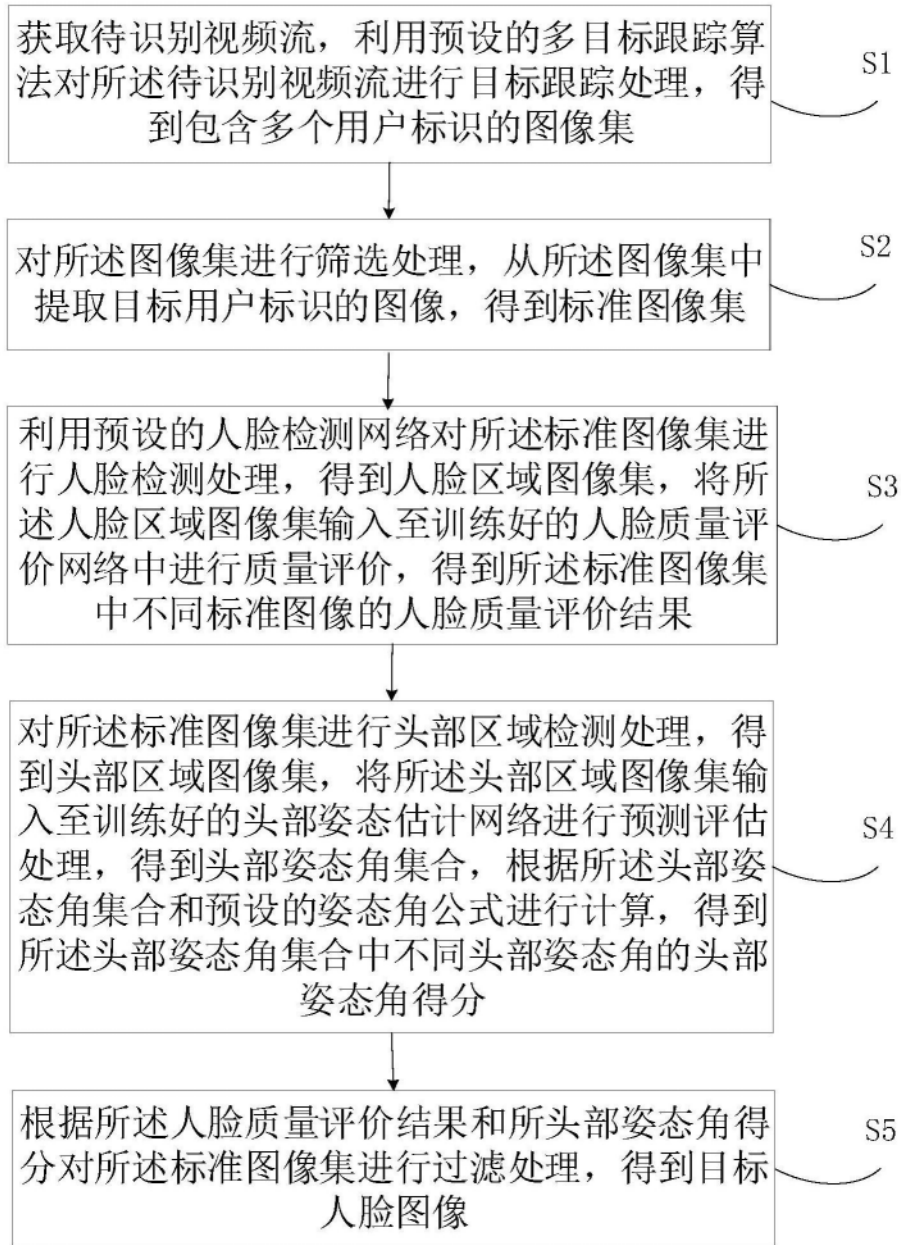 获取待识别视频流，利用预设的多目标跟踪算
法对所述待识别视频流进行目标跟踪处理，得
到包含多个用户标识的图像集
S1
对所述图像集进行筛选处理，从所述图像集中
提取目标用户标识的图像，得到标准图像集
S2
利用预设的人脸检测网络对所述标准图像集进
行人脸检测处理，得到人脸区域图像集，将所
述人脸区域图像集输入至训练好的人脸质量评
价网络中进行质量评价，得到所述标准图像集
中不同标准图像的人脸质量评价结果
S3
对所述标准图像集进行头部区域检测处理，得
到头部区域图像集，将所述头部区域图像集输
入至训练好的头部姿态估计网络进行预测评估
处理，得到头部姿态角集合，根据所述头部姿
态角集合和预设的姿态角公式进行计算，得到
所述头部姿态角集合中不同头部姿态角的头部
姿态角得分
S4
根据所述人脸质量评价结果和所头部姿态角得
分对所述标准图像集进行过滤处理，得到目标
人脸图像
S5